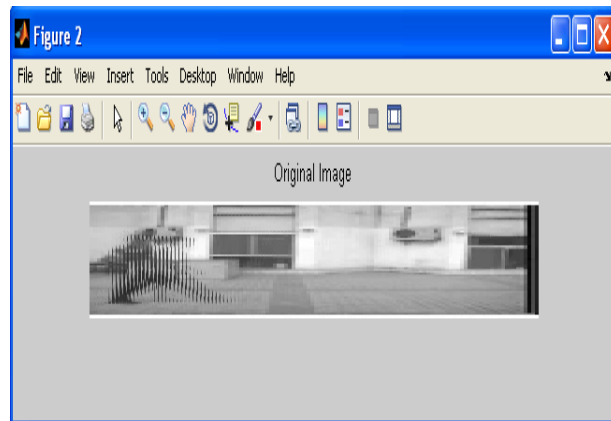 Figure 2
File Edit View Insert Tools Desktop Window Help
Original Image